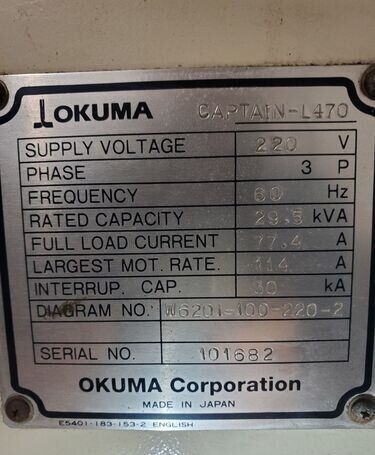 OKUMA CAPTAIN-L470
SUPPLY VOLTAGE 220 V
PHASE 3 P
FREQUENCY 60 Hz
RATED CAPACITY 29.5 kVA
FULL LOAD CURRENT 77.4 A
LARGEST MOT. RATE. 114 A
INTERRUP. CAP. kA
DIAGRAM NO. W6201-100-220-2
SERIAL NO. 101682
OKUMA Corporation
MADE IN JAPAN
E5401-183-153-2 ENGLISH